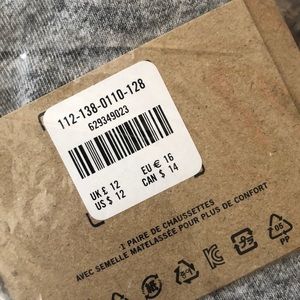 112-138-0110-128
629349023
UK £ 12
EU € 16
US $ 12
CAN $ 14
1 PAIRE DE CHAUSSETTES
AVEC SEMELLE MATELASSÉE POUR PLUS DE CONFORT
05
PP